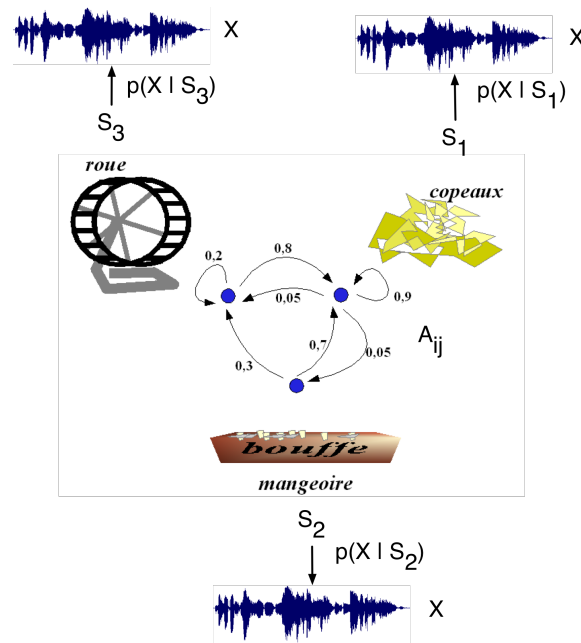 X
X
p(X | S3)
p(X | S1)
S3
S1
roue
copeaux
0,2
0,8
0,05
0,9
Aij
0,7
0,05
0,3
bouffe
mangeoire
S2
p(X | S2)
X